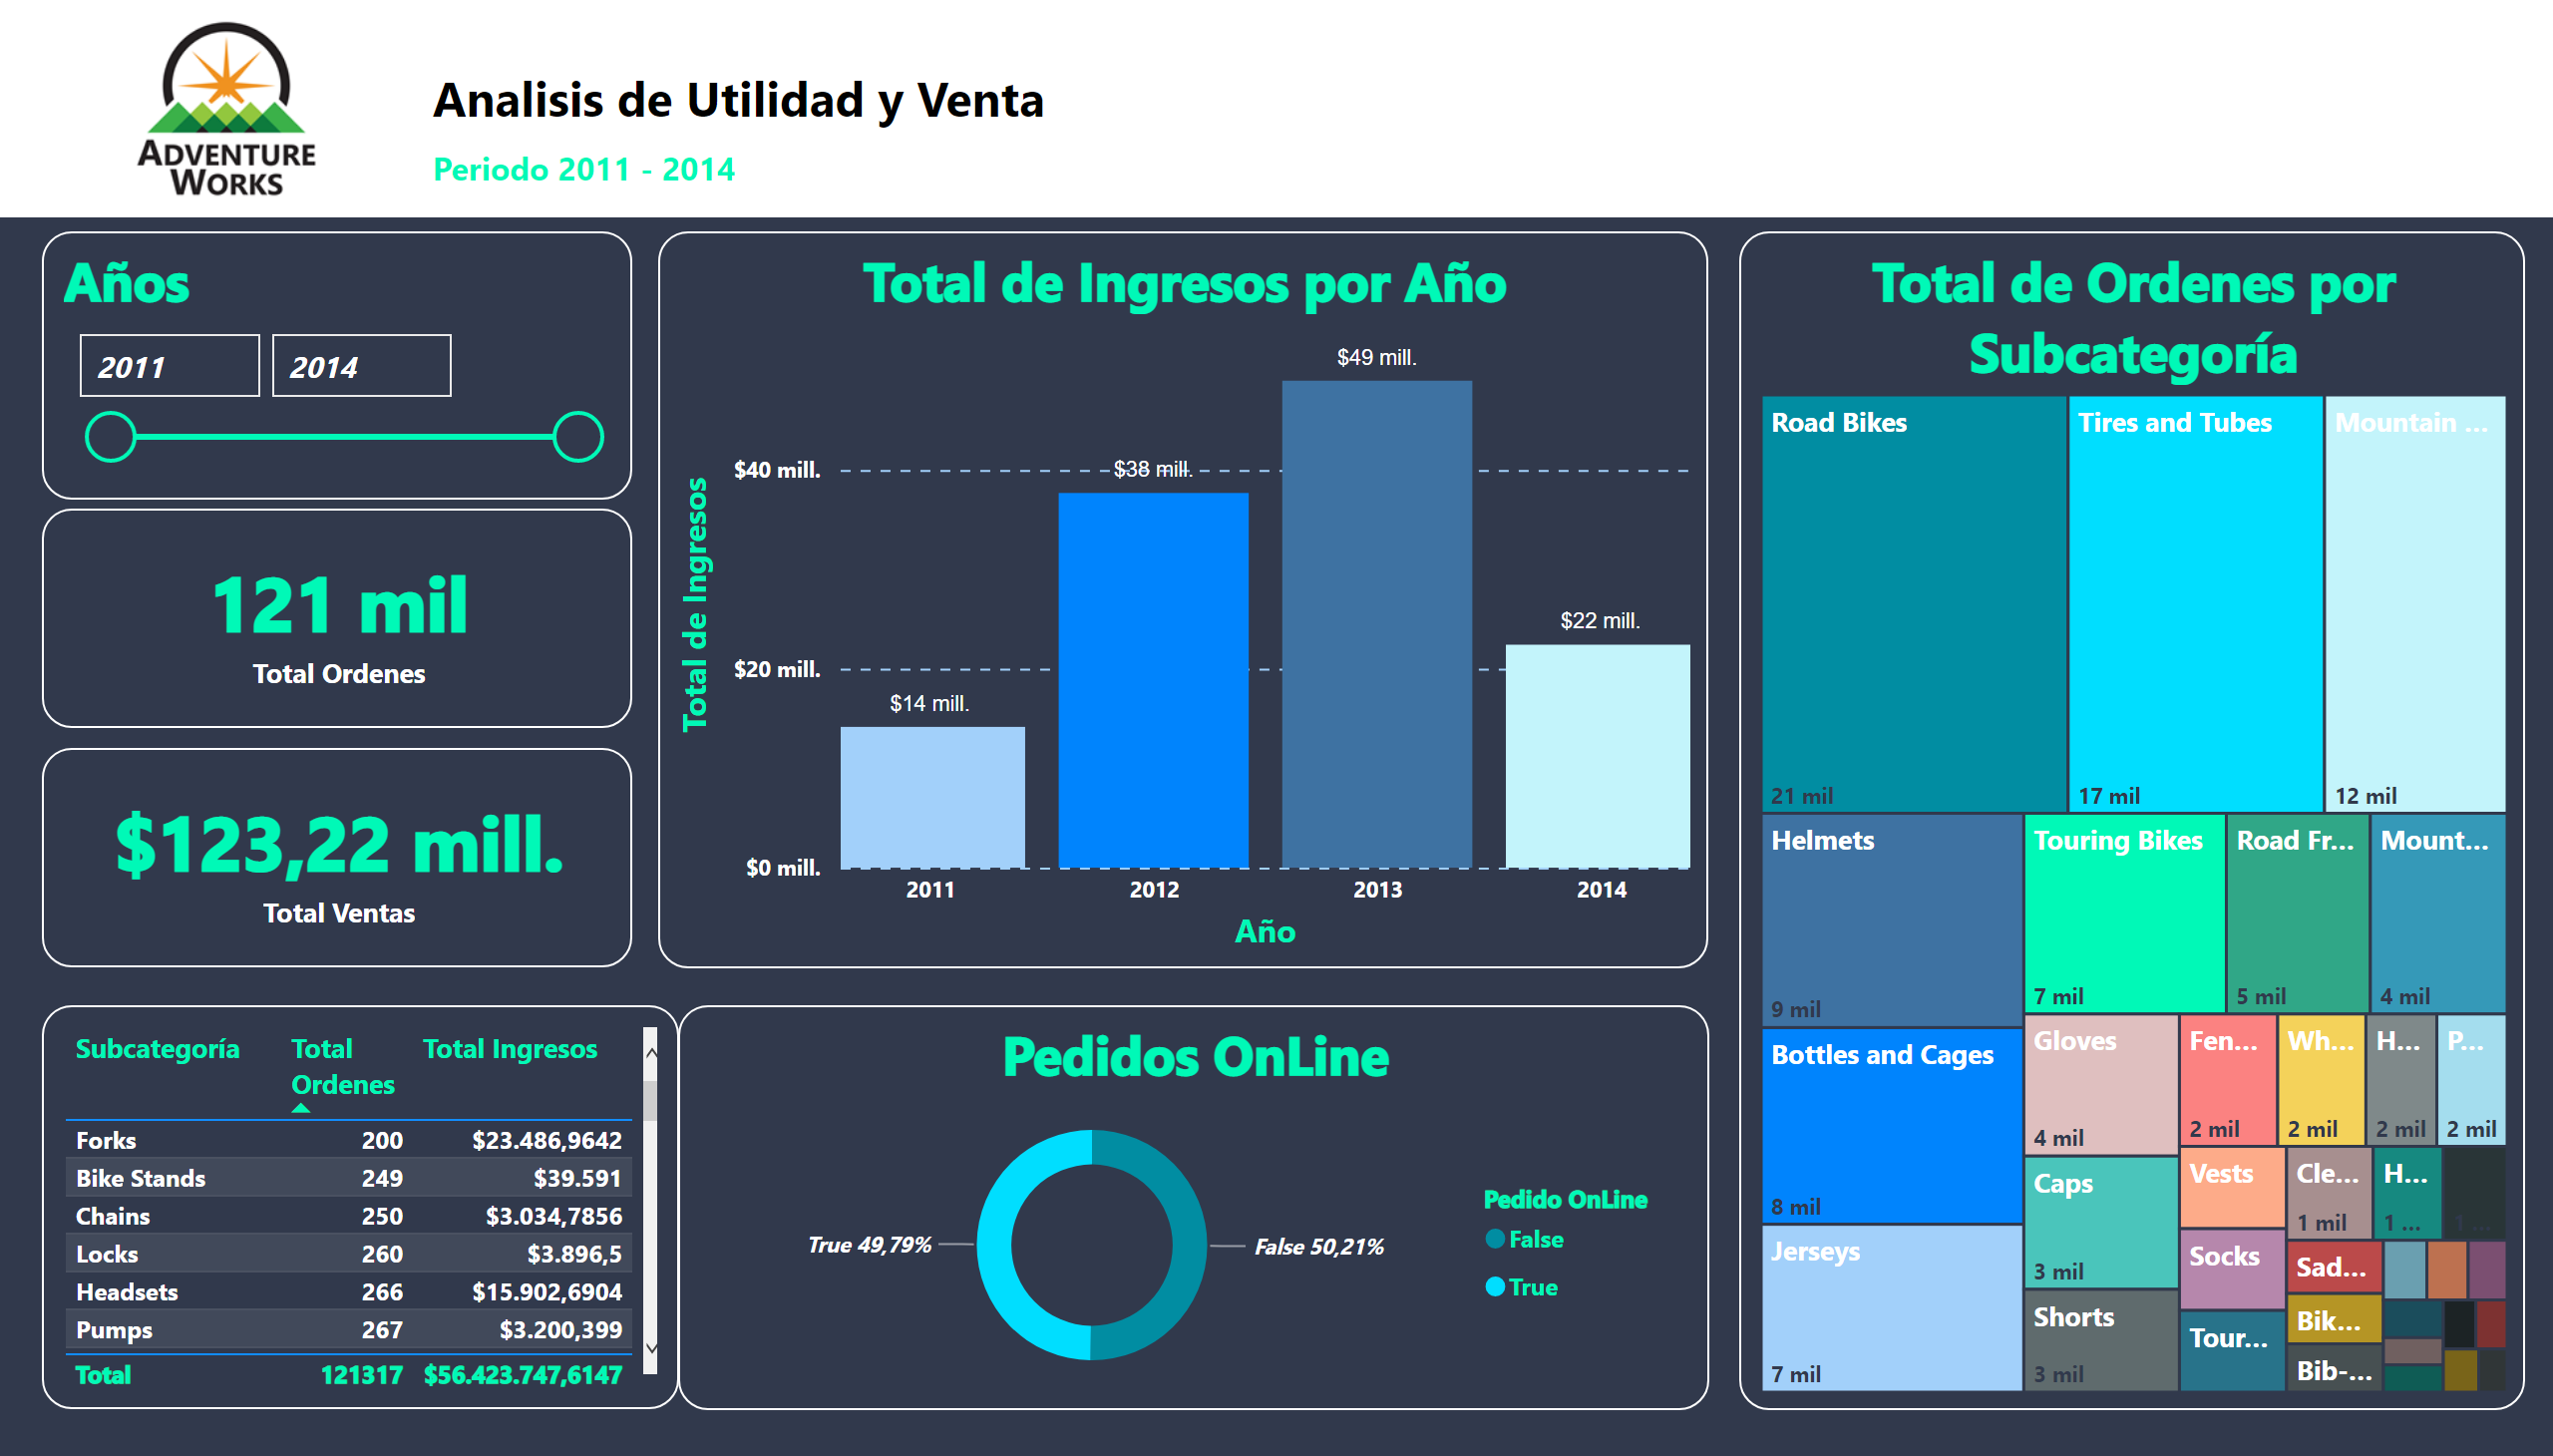 ADVENTURE
WORKS
Analisis de Utilidad y Venta
Periodo 2011 - 2014
Años
2011
2014
121 mil
Total Ordenes
$123,22 mill.
Total Ventas
Total de Ingresos por Año
Total de Ingresos
$40 mill.
$20 mill.
$0 mill.
$14 mill.
$38 mill.
$49 mill.
$22 mill.
2011
2012
2013
2014
Año
Total de Ordenes por
Subcategoría
Road Bikes
21 mil
Tires and Tubes
17 mil
Mountain ...
12 mil
Helmets
9 mil
Bottles and Cages
8 mil
Jerseys
7 mil
Touring Bikes
7 mil
Road Fr...
5 mil
Mount...
4 mil
Gloves
4 mil
Caps
3 mil
Shorts
3 mil
Fen...
2 mil
Wh...
2 mil
H...
2 mil
P...
2 mil
Vests
Socks
Tour...
Cle...
1 mil
H...
1 ...
1 ...
Sad...
Bik...
Bib-...
Subcategoría Total Ordenes Total Ingresos
Forks 200 $23.486,9642
Bike Stands 249 $39.591
Chains 250 $3.034,7856
Locks 260 $3.896,5
Headsets 266 $15.902,6904
Pumps 267 $3.200,399
Total 121317 $56.423.747,6147
Pedidos OnLine
True 49,79%
False 50,21%
Pedido OnLine
False
True